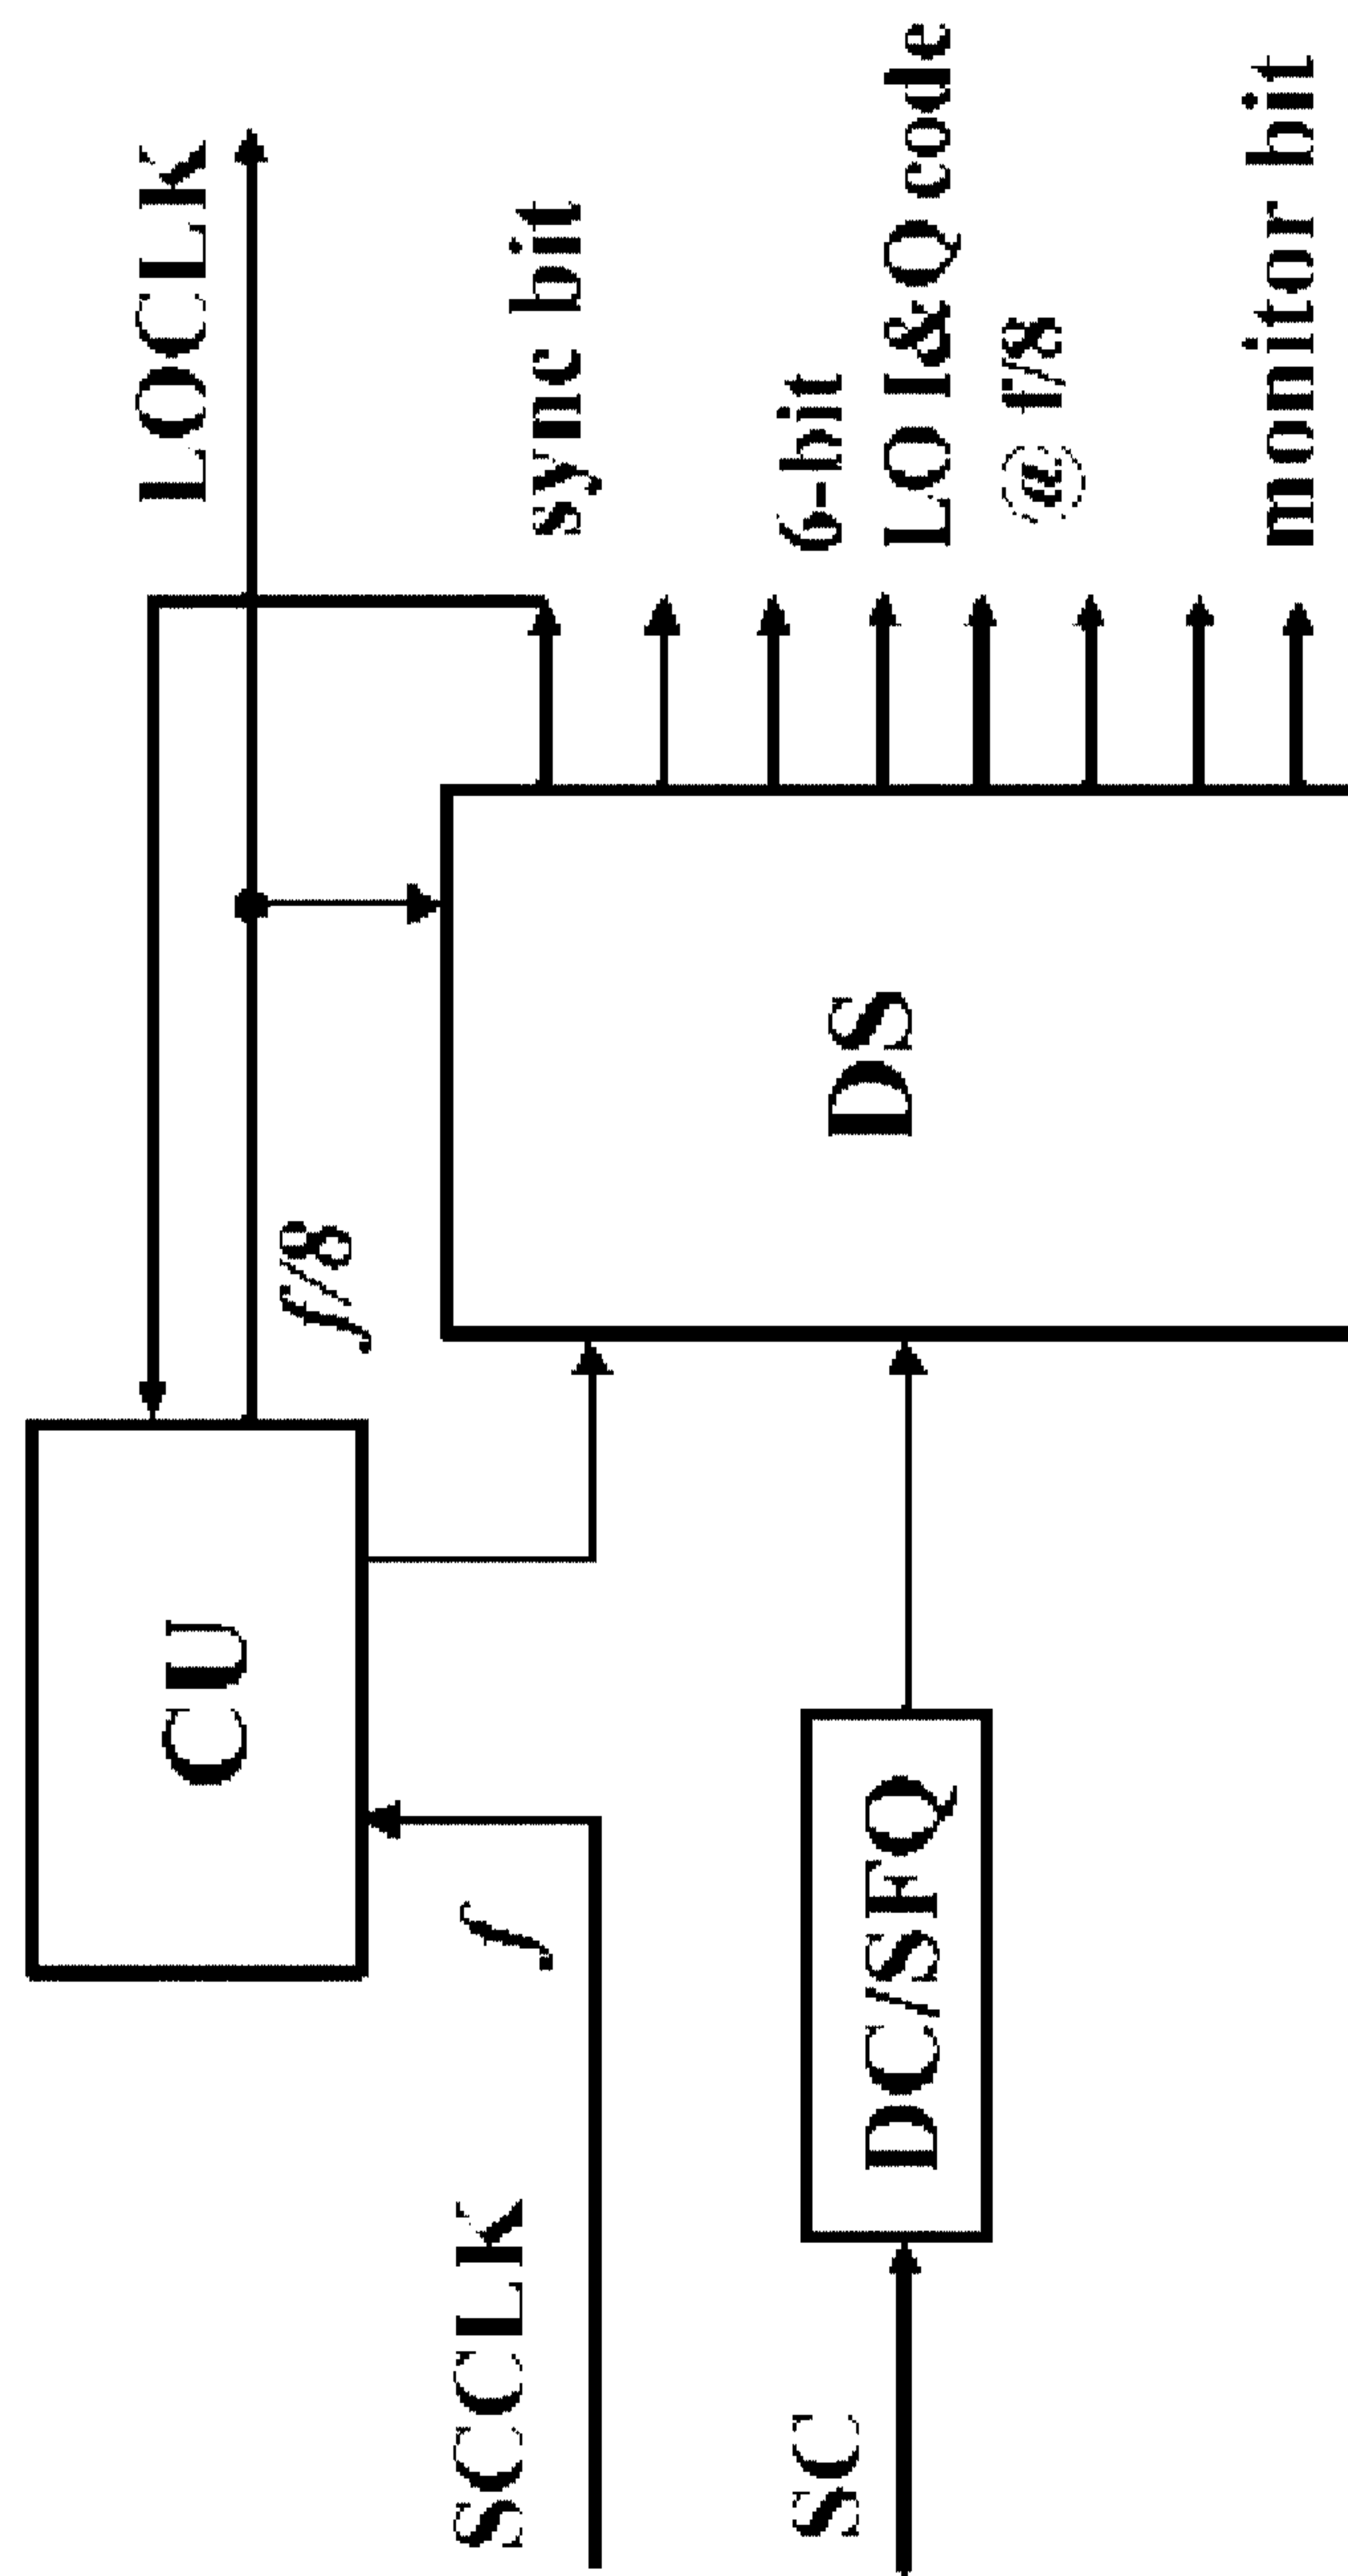 LOCLK
CU
f/8
sync bit
SCCLK
f
6-bit
LO I&Q code
@ f/8
DS
SC
DC/SFQ
monitor bit